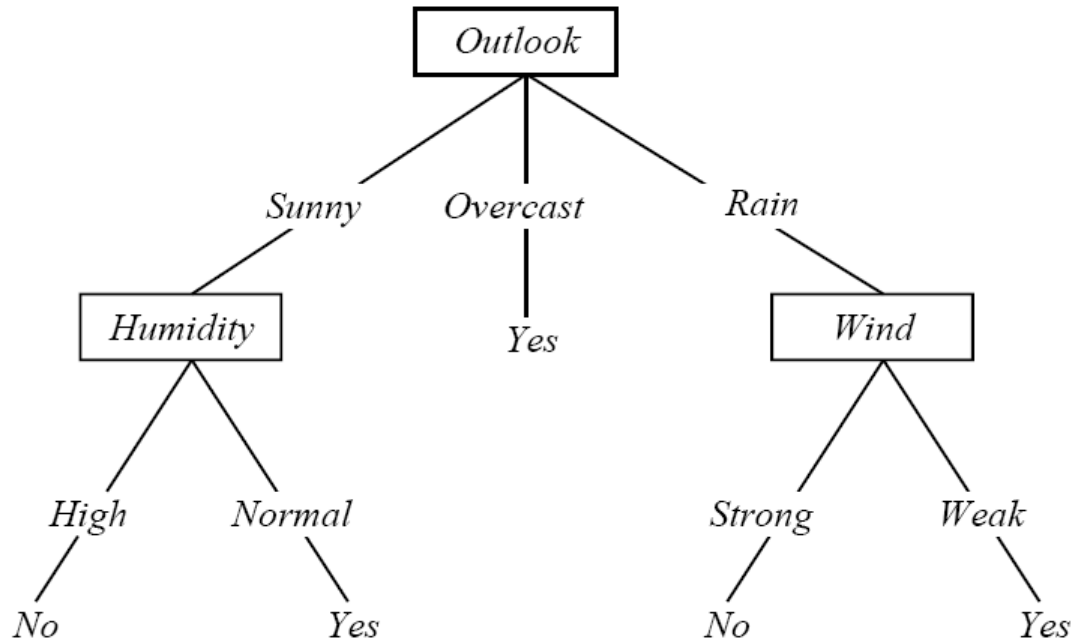 Outlook
Sunny Overcast Rain
Humidity Yes Wind
High Normal Strong Weak
No Yes No Yes